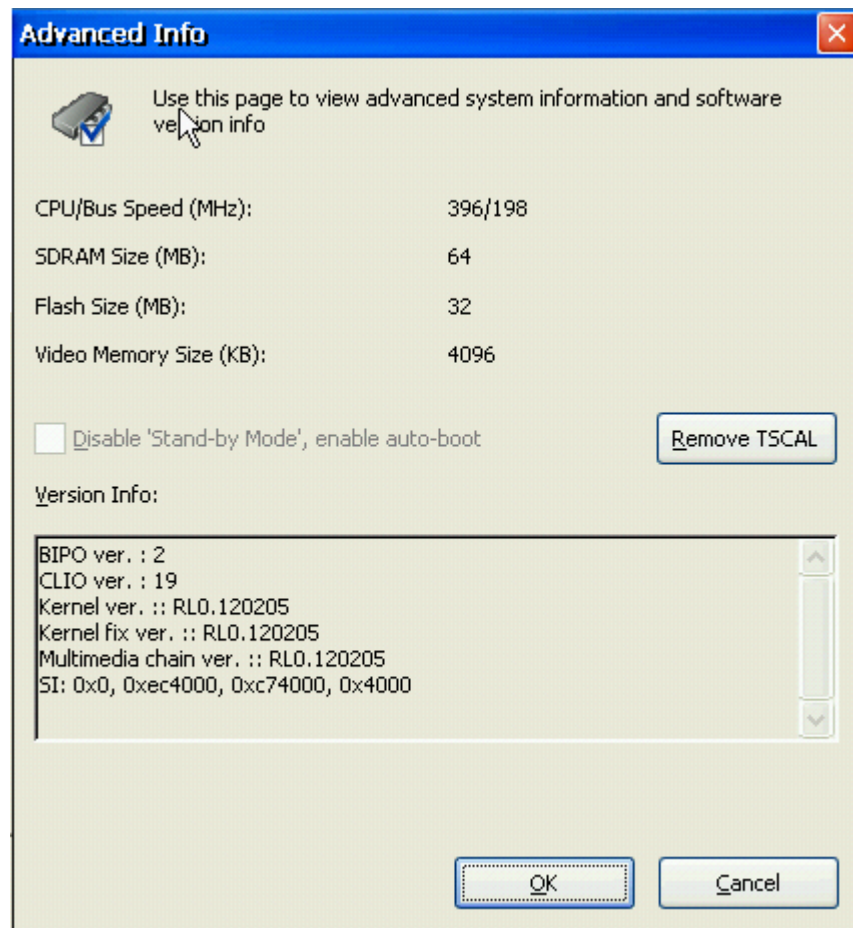 Advanced Info
Use this page to view advanced system information and software
version info
CPU/Bus Speed (MHz): 396/198
SDRAM Size (MB): 64
Flash Size (MB): 32
Video Memory Size (KB): 4096
Disable 'Stand-by Mode', enable auto-boot Remove TSCAL
Version Info:
BIPO ver. : 2
CLIO ver. : 19
Kernel ver. :: RL0.120205
Kernel fix ver. :: RL0.120205
Multimedia chain ver. :: RL0.120205
SI: 0x0, 0xec4000, 0xc74000, 0x4000
OK Cancel